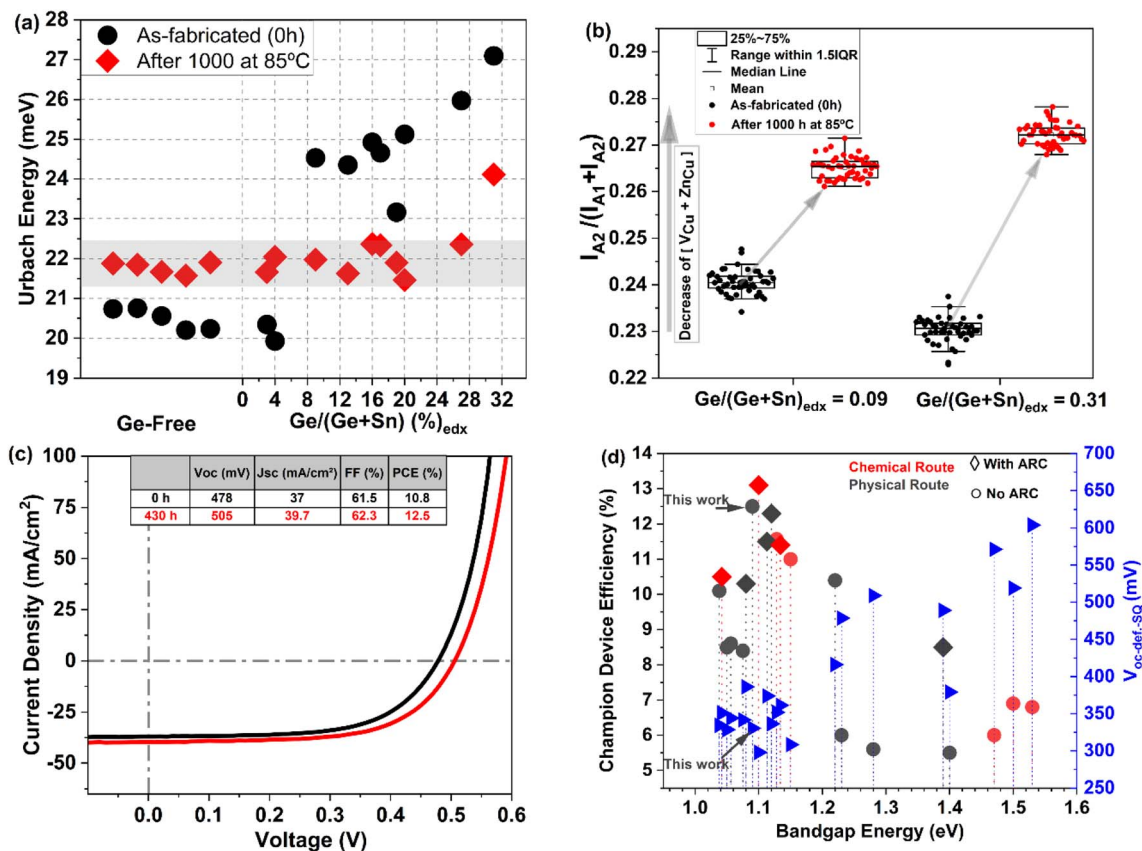 (a)
As-fabricated (0h)
After 1000 at 85ºC
Urbach Energy (meV)
28
27
26
25
24
23
22
21
20
19
0 4 8 12 16 20 24 28 32
Ge-Free
Ge/(Ge+Sn) (%)edx
(b)
25%~75%
Range within 1.5IQR
Median Line
Mean
As-fabricated (0h)
After 1000 h at 85ºC
I_A2/(I_A1+I_A2)
Decrease of [ V_Cu + Zn_Cu ]
0.29
0.28
0.27
0.26
0.25
0.24
0.23
0.22
Ge/(Ge+Sn)edx = 0.09
Ge/(Ge+Sn)edx = 0.31
(c)
Voc (mV) Jsc (mA/cm²) FF (%) PCE (%)
0 h 478 37 61.5 10.8
430 h 505 39.7 62.3 12.5
Current Density (mA/cm²)
100
75
50
25
0
-25
-50
0.0 0.1 0.2 0.3 0.4 0.5 0.6
Voltage (V)
(d)
Chemical Route
Physical Route
With ARC
No ARC
This work
This work
Champion Device Efficiency (%)
14
13
12
11
10
9
8
7
6
5
1.0 1.1 1.2 1.3 1.4 1.5 1.6
Bandgap Energy (eV)
700
650
600
550
500
450
400
350
300
250
Voc-def.-SQ (mV)